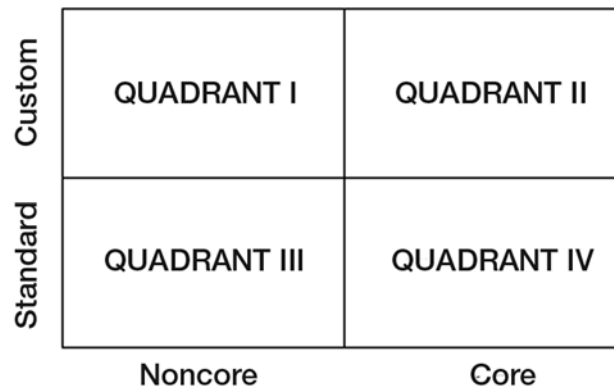 Custom
QUADRANT I
QUADRANT II
Standard
QUADRANT III
QUADRANT IV
Noncore
Core